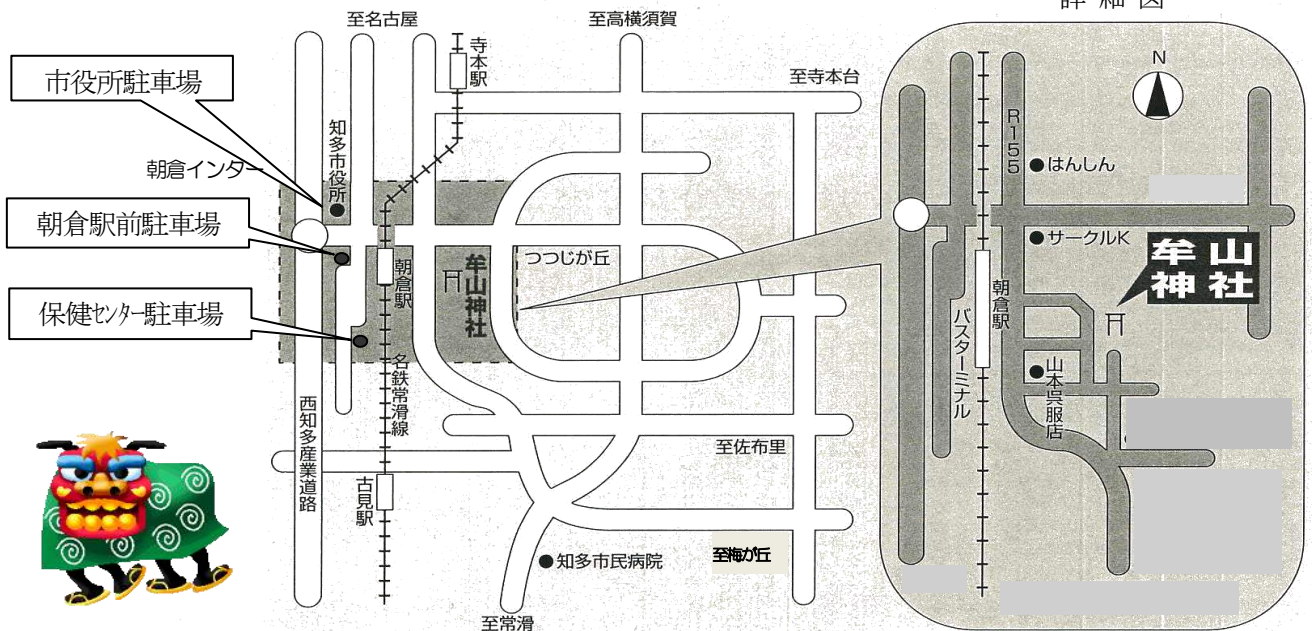 詳細図
至名古屋
至高横須賀
寺本駅
至寺本台
市役所駐車場
知多市役所
朝倉インター
朝倉駅前駐車場
保健センター駐車場
朝倉駅
牟山神社
つつじが丘
名鉄常滑線
西知多産業道路
古見駅
至佐布里
至梅が丘
知多市民病院
至常滑
N
R155
はんしん
サークルK
牟山
神社
朝倉駅
バスターミナル
山本呉服店